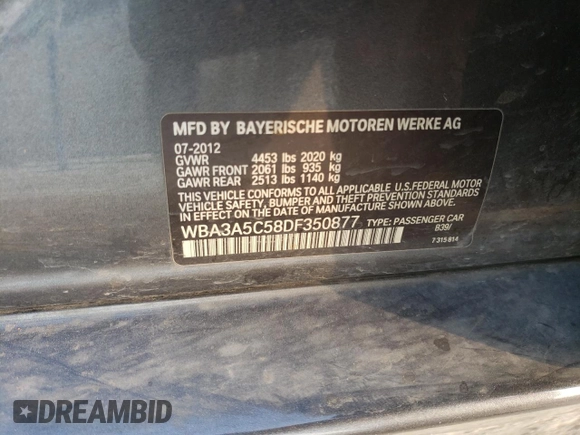 MFD BY BAYERISCHE MOTOREN WERKE AG
07-2012
GVWR 4453 lbs 2020 kg
GAWR FRONT 2061 lbs 935 kg
GAWR REAR 2513 lbs 1140 kg
THIS VEHICLE CONFORMS TO ALL APPLICABLE U.S.FEDERAL MOTOR
VEHICLE SAFETY, BUMPER AND THEFT PREVENTION STANDARDS
IN EFFECT ON THE DATE OF MANUFACTURE SHOWN ABOVE.
WBA3A5C58DF350877 TYPE: PASSENGER CAR
B39/
7 315 814
DREAMBID